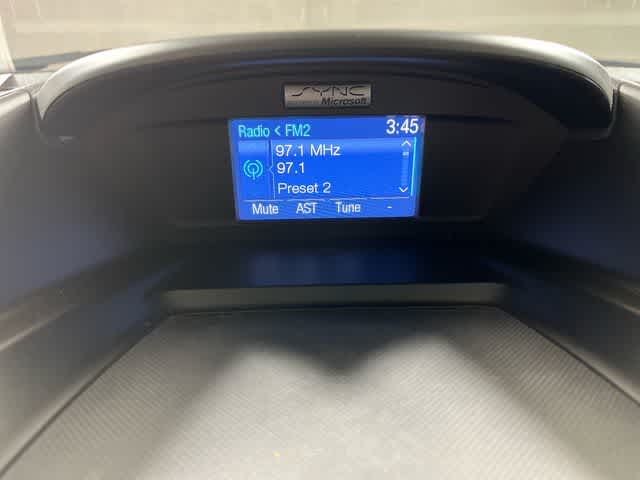 SYNC
Microsoft
Radio < FM2 3:45
97.1 MHz
97.1
Preset 2
Mute AST Tune -